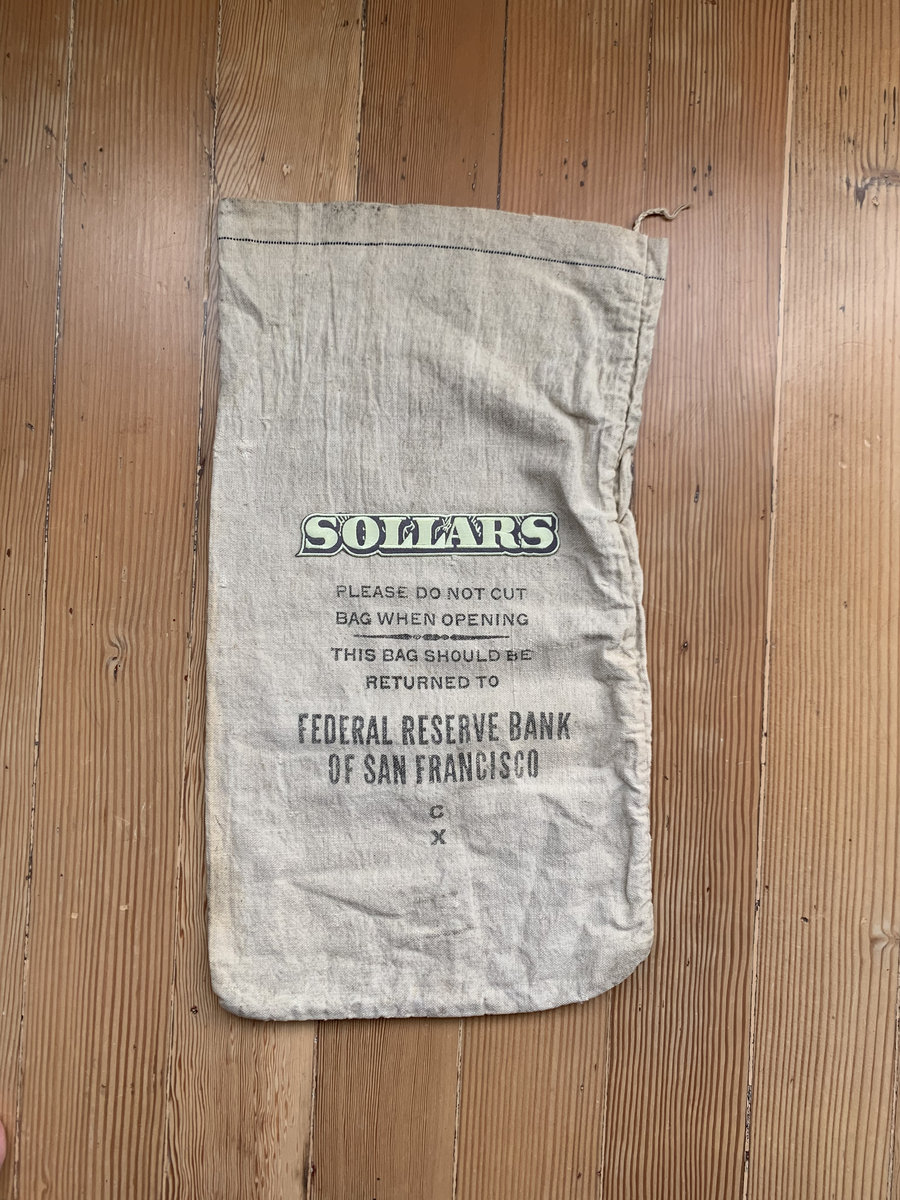 SOLLARS
PLEASE DO NOT CUT
BAG WHEN OPENING
THIS BAG SHOULD BE
RETURNED TO
FEDERAL RESERVE BANK
OF SAN FRANCISCO
C
X